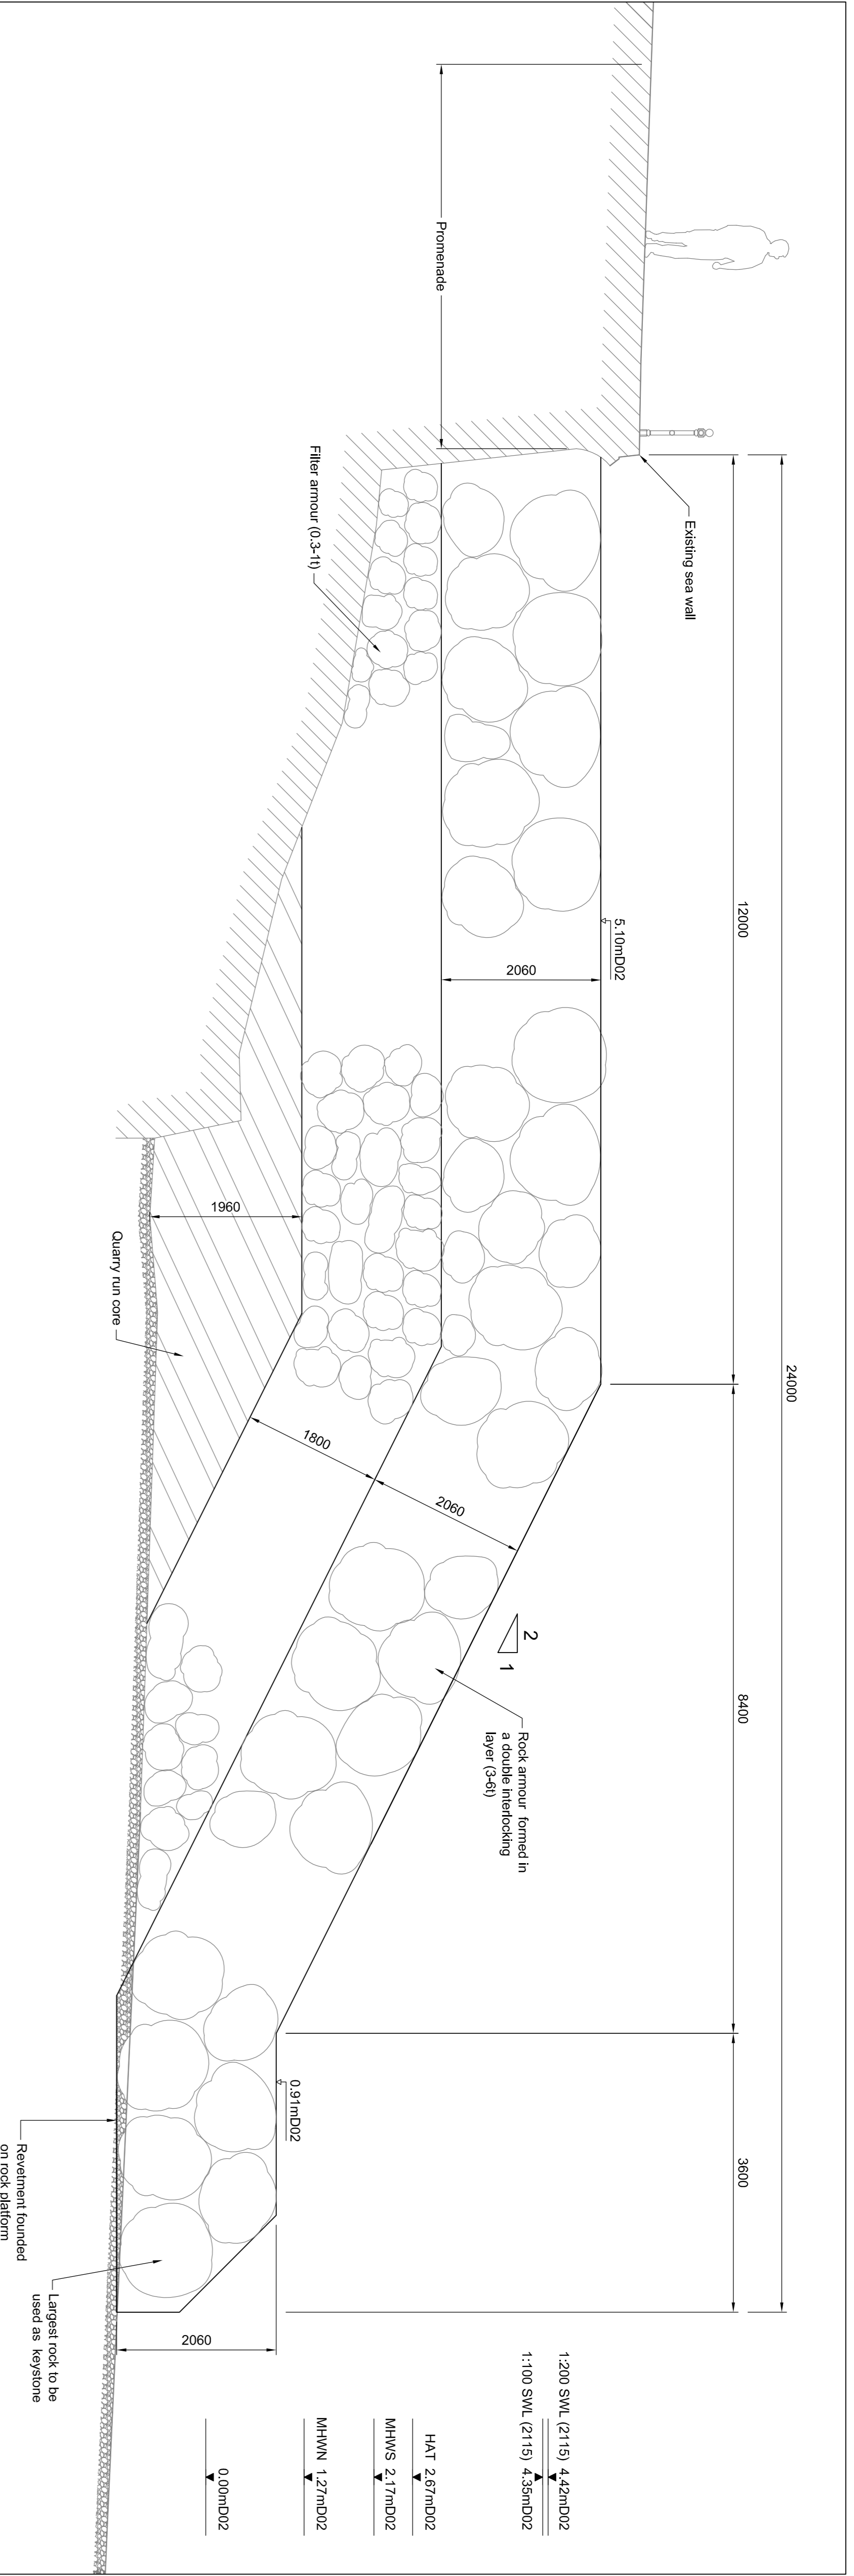 24000
12000
8400
3600
Existing sea wall
5.10mD02
2060
Promenade
Filter armour (0.3-1t)
1960
Quarry run core
1800
2060
2
1
Rock armour formed in
a double interlocking
layer (3-6t)
0.91mD02
Revetment founded
on rock platform
Largest rock to be
used as keystone
2060
1:200 SWL (2115) 4.42mD02
1:100 SWL (2115) 4.35mD02
HAT 2.67mD02
MHWS 2.17mD02
MHWN 1.27mD02
0.00mD02